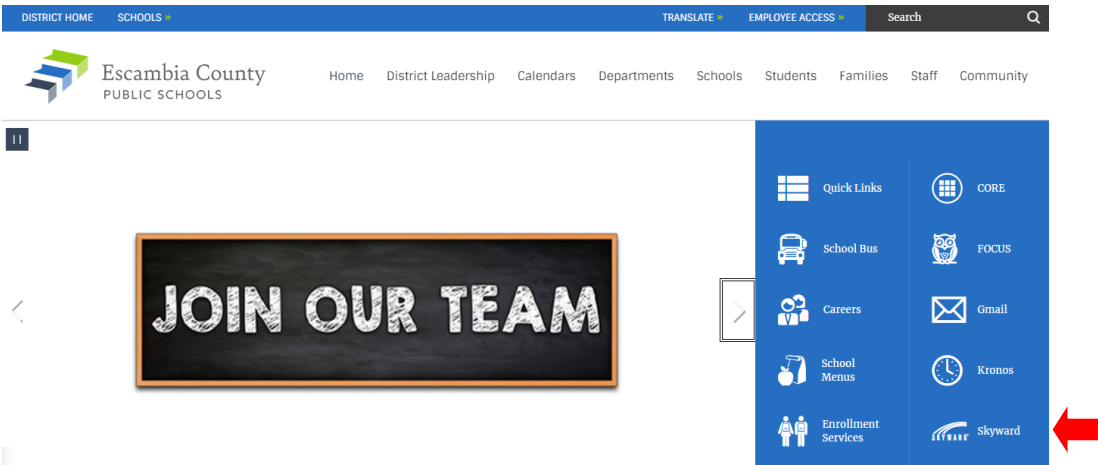 DISTRICT HOME SCHOOLS » TRANSLATE » EMPLOYEE ACCESS » Search
Escambia County
PUBLIC SCHOOLS
Home District Leadership Calendars Departments Schools Students Families Staff Community
JOIN OUR TEAM
Quick Links CORE
School Bus FOCUS
Careers Gmail
School
Menus
Kronos
Enrollment
Services
SKYWARD Skyward